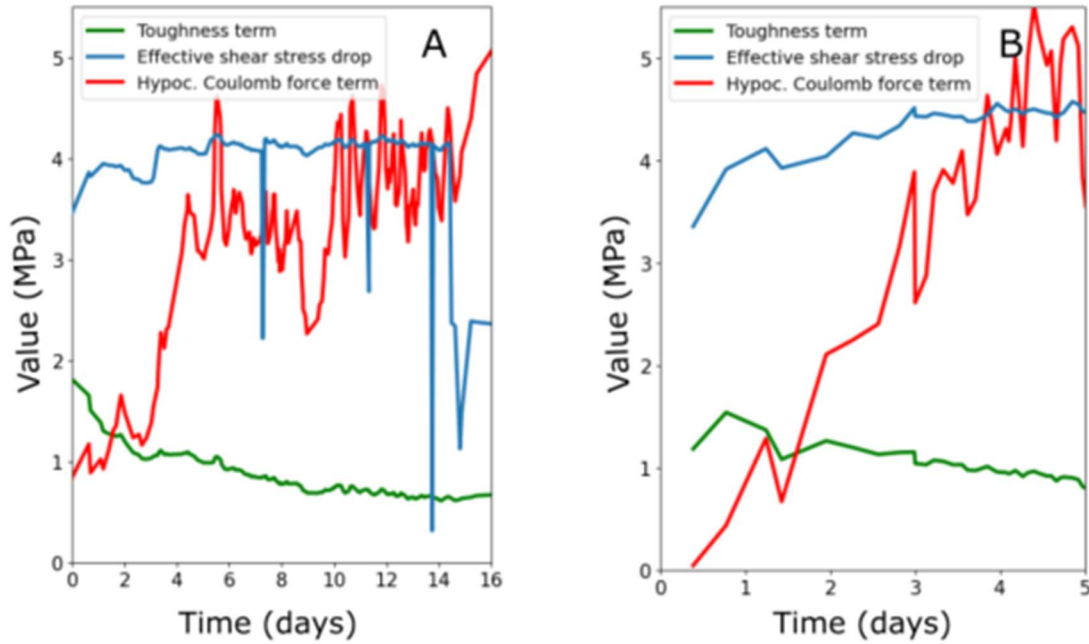 Toughness term
Effective shear stress drop
Hypoc. Coulomb force term
A
5
4
3
2
1
0
0 2 4 6 8 10 12 14 16
Value (MPa)
Time (days)
Toughness term
Effective shear stress drop
Hypoc. Coulomb force term
B
5
4
3
2
1
0
0 1 2 3 4 5
Value (MPa)
Time (days)